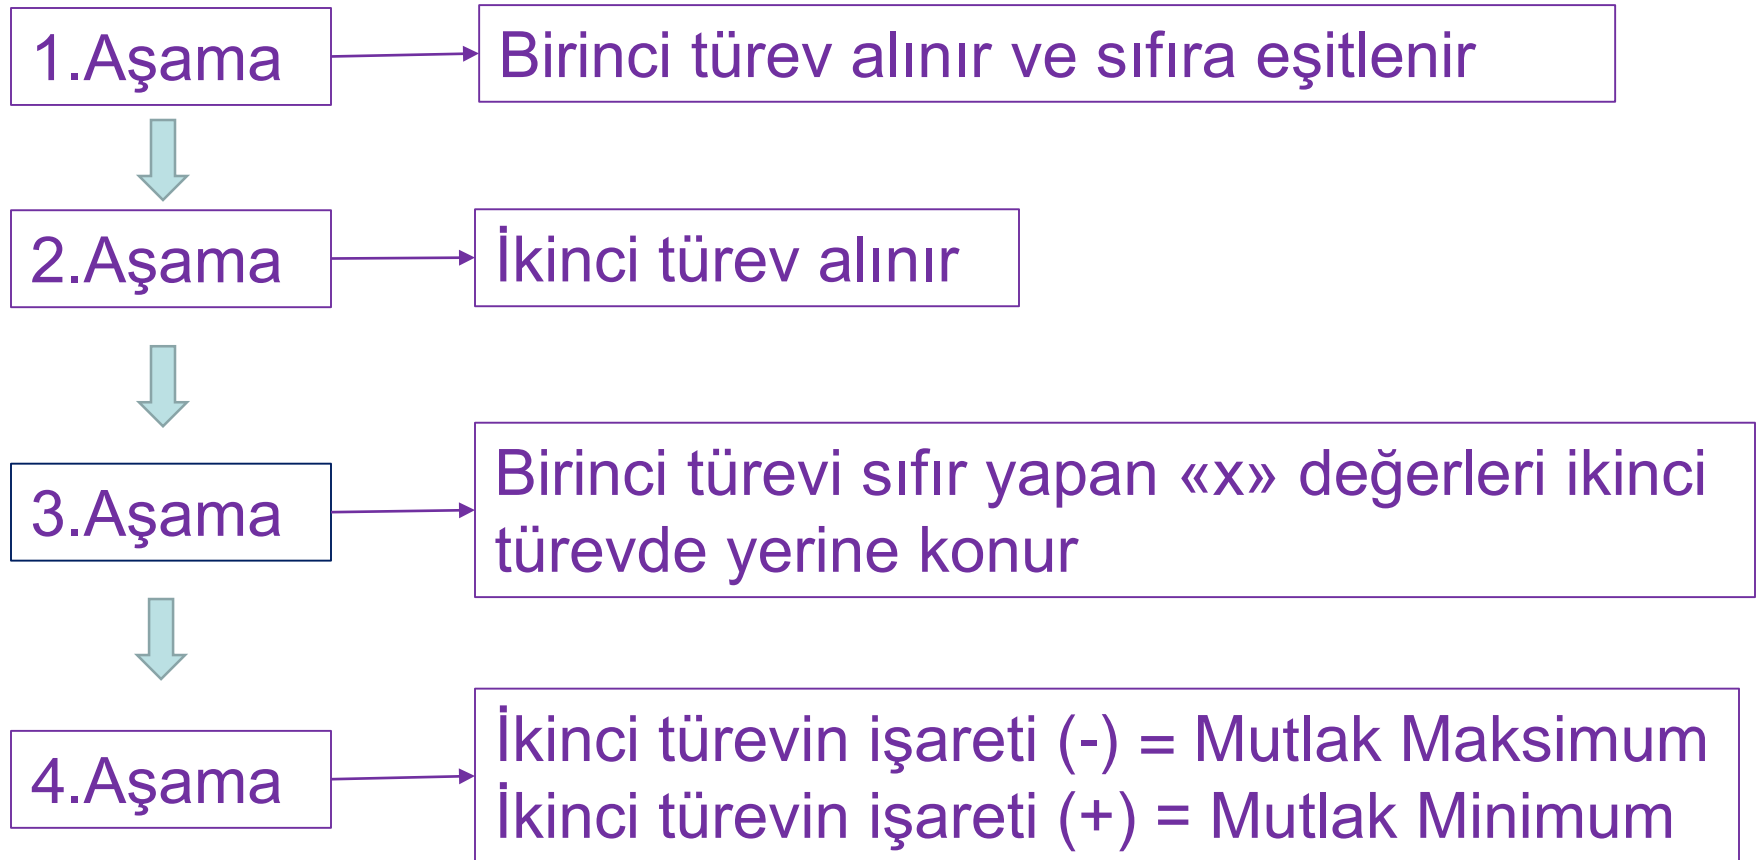 1.Aşama
Birinci türev alınır ve sıfıra eşitlenir
2.Aşama
İkinci türev alınır
3.Aşama
Birinci türevi sıfır yapan «x» değerleri ikinci
türevde yerine konur
4.Aşama
İkinci türevin işareti (-) = Mutlak Maksimum
İkinci türevin işareti (+) = Mutlak Minimum